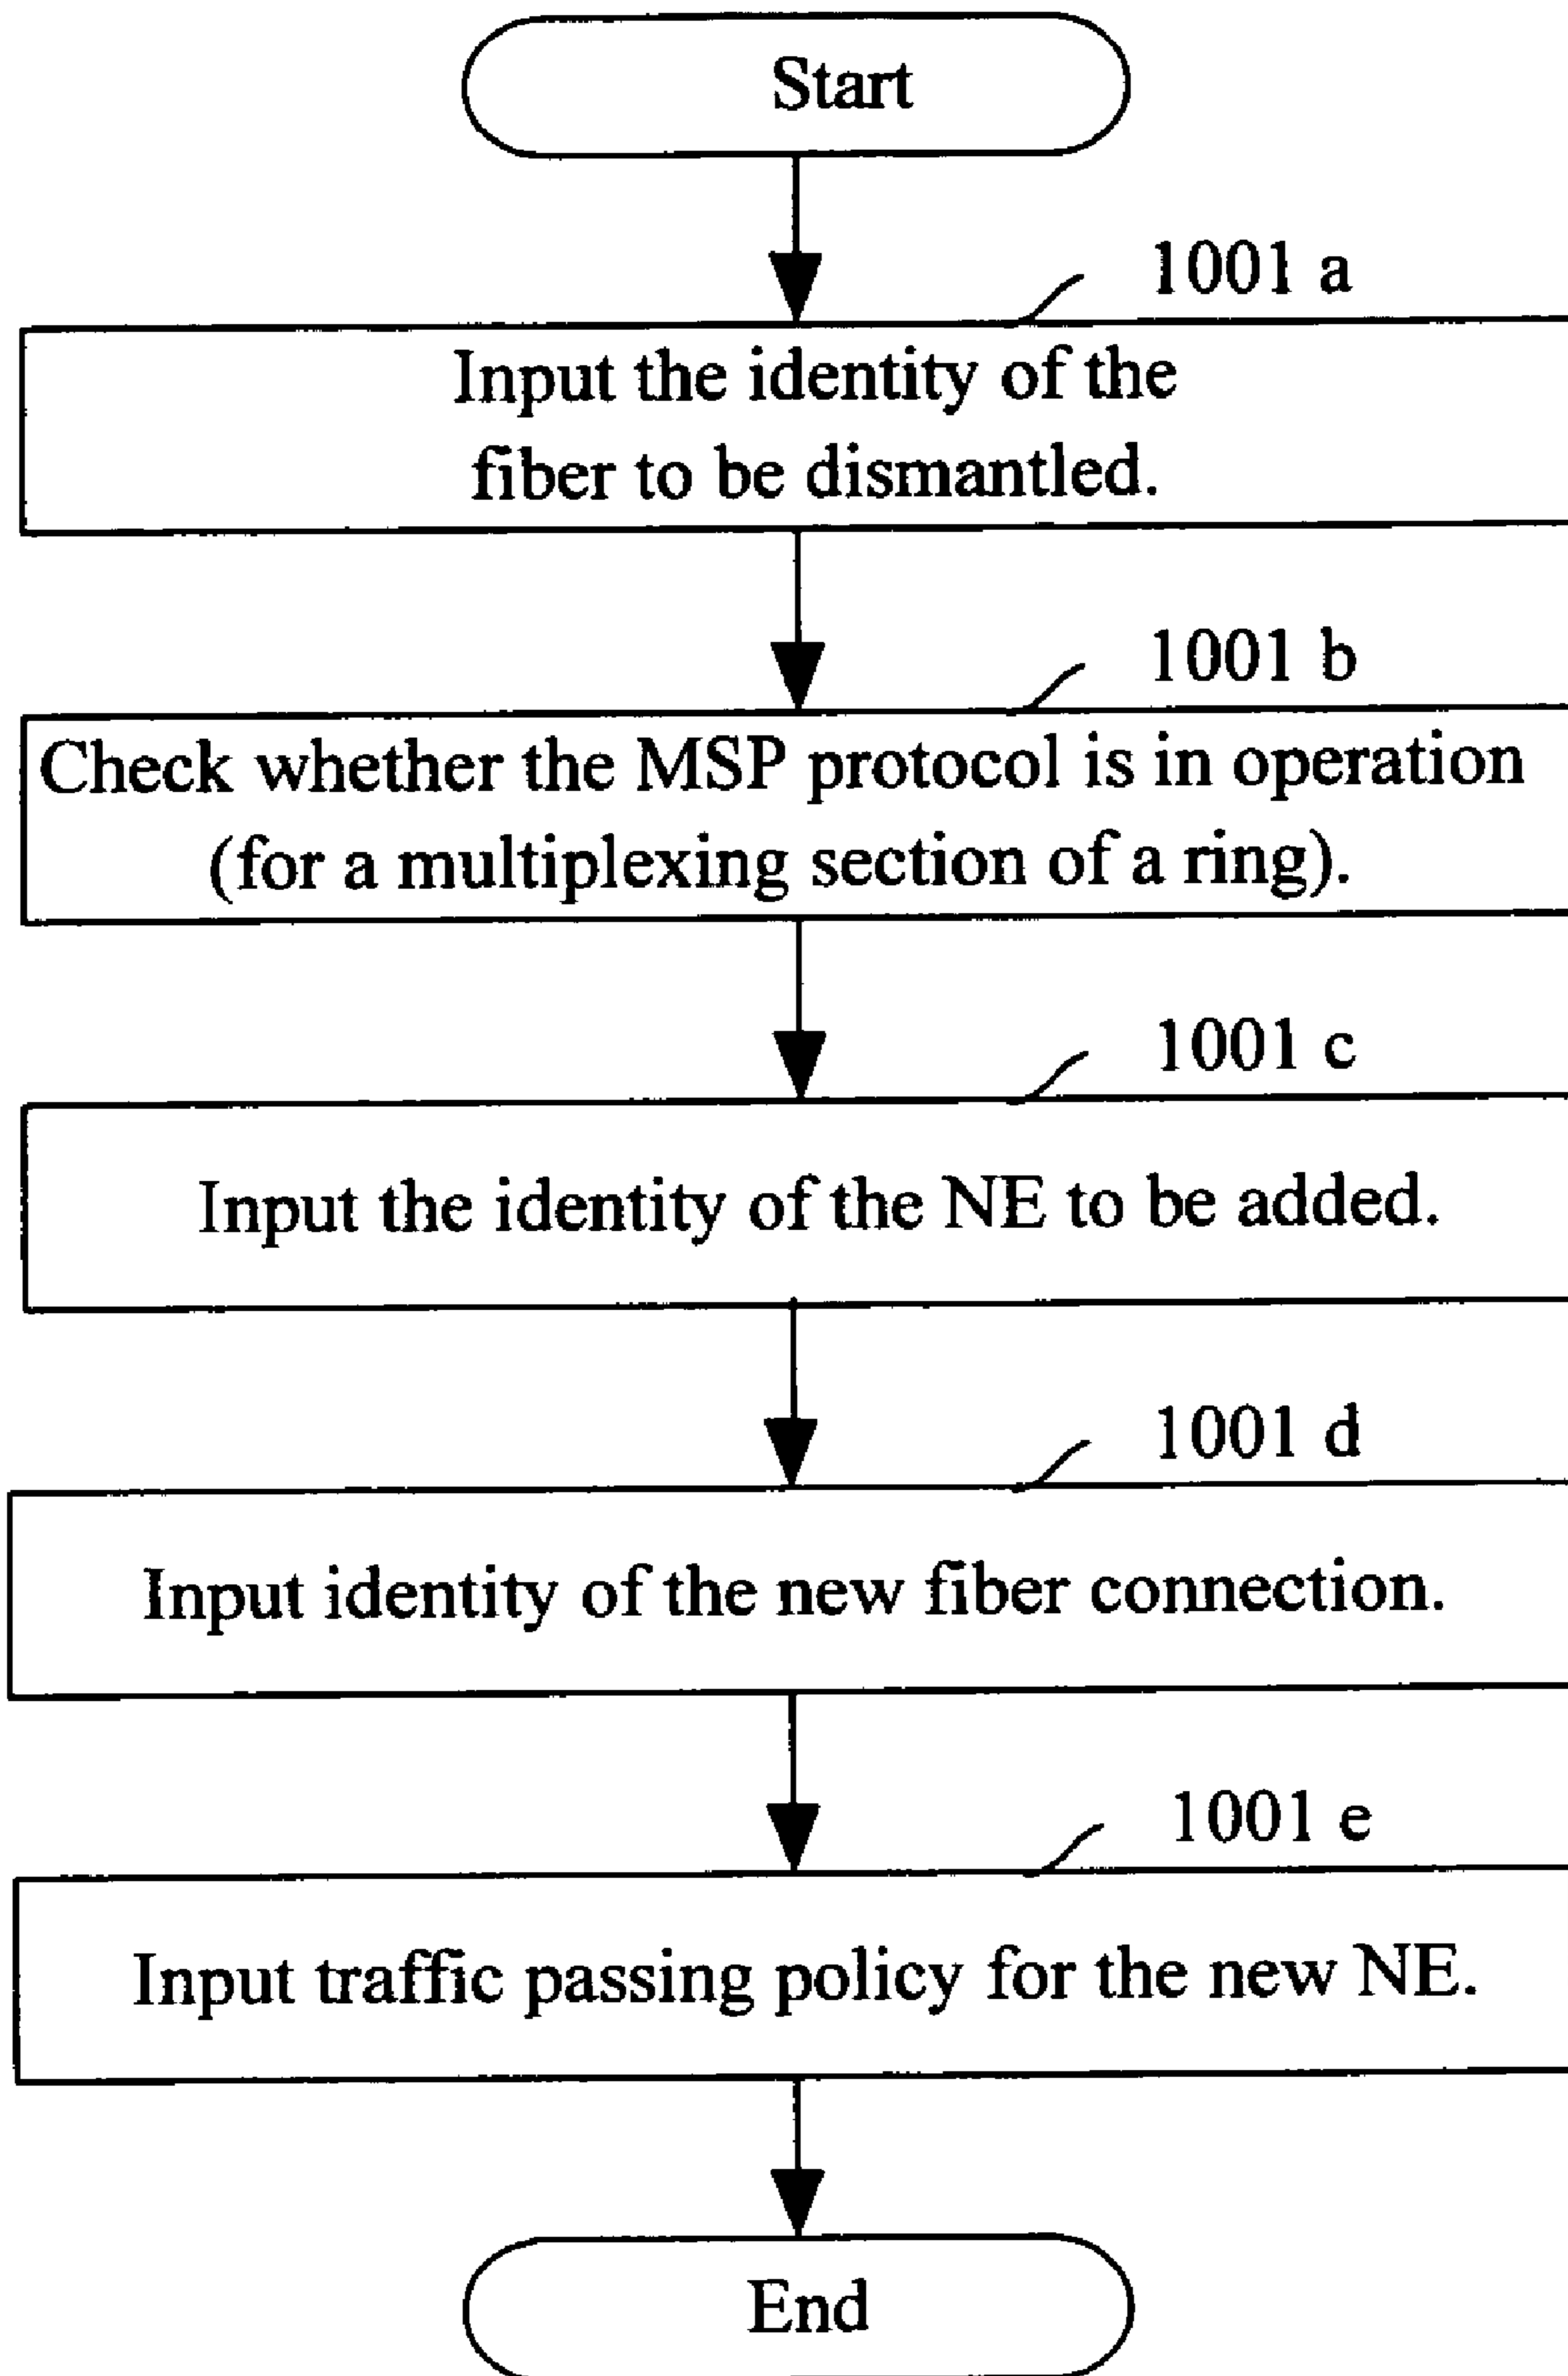 Start
1001 a
Input the identity of the
fiber to be dismantled.
1001 b
Check whether the MSP protocol is in operation
(for a multiplexing section of a ring).
1001 c
Input the identity of the NE to be added.
1001 d
Input identity of the new fiber connection.
1001 e
Input traffic passing policy for the new NE.
End